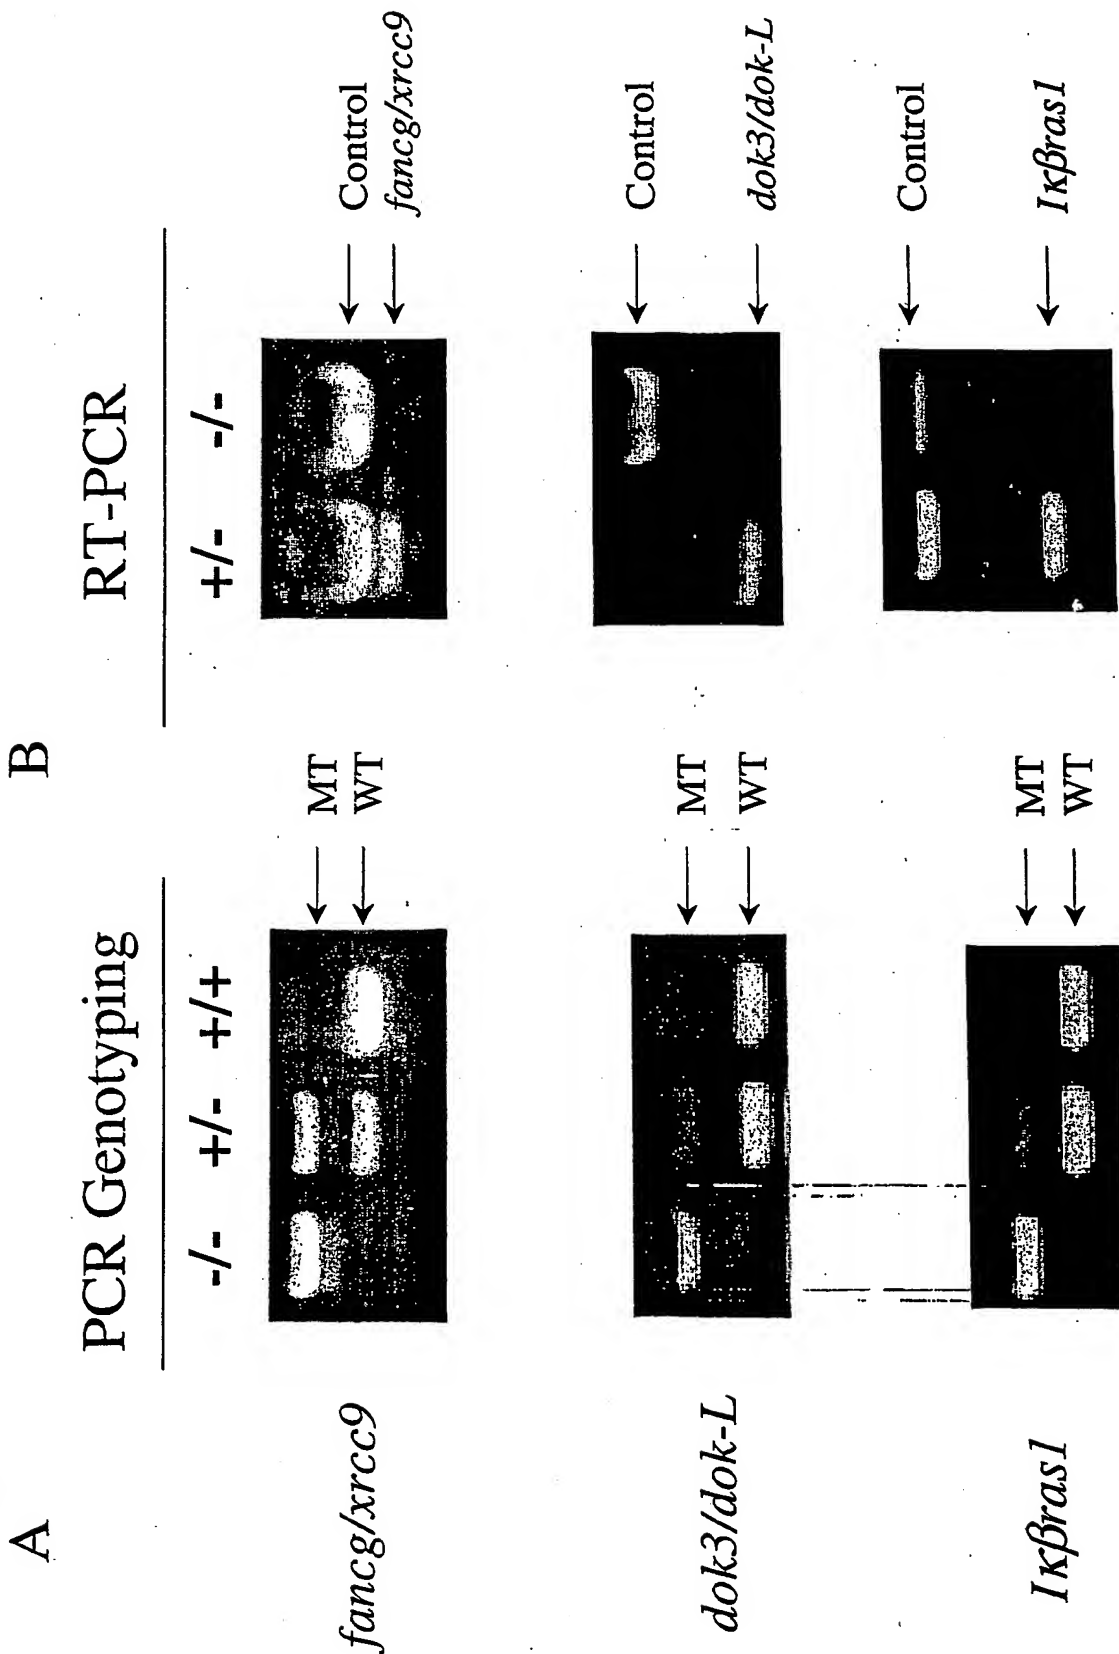 A
B
PCR Genotyping
RT-PCR
-/- +/- +/+
+/- -/-
fancg/xrcc9
MT
WT
Control
fancg/xrcc9
dok3/dok-L
MT
WT
Control
dok3/dok-L
Iκβras1
MT
WT
Control
Iκβras1